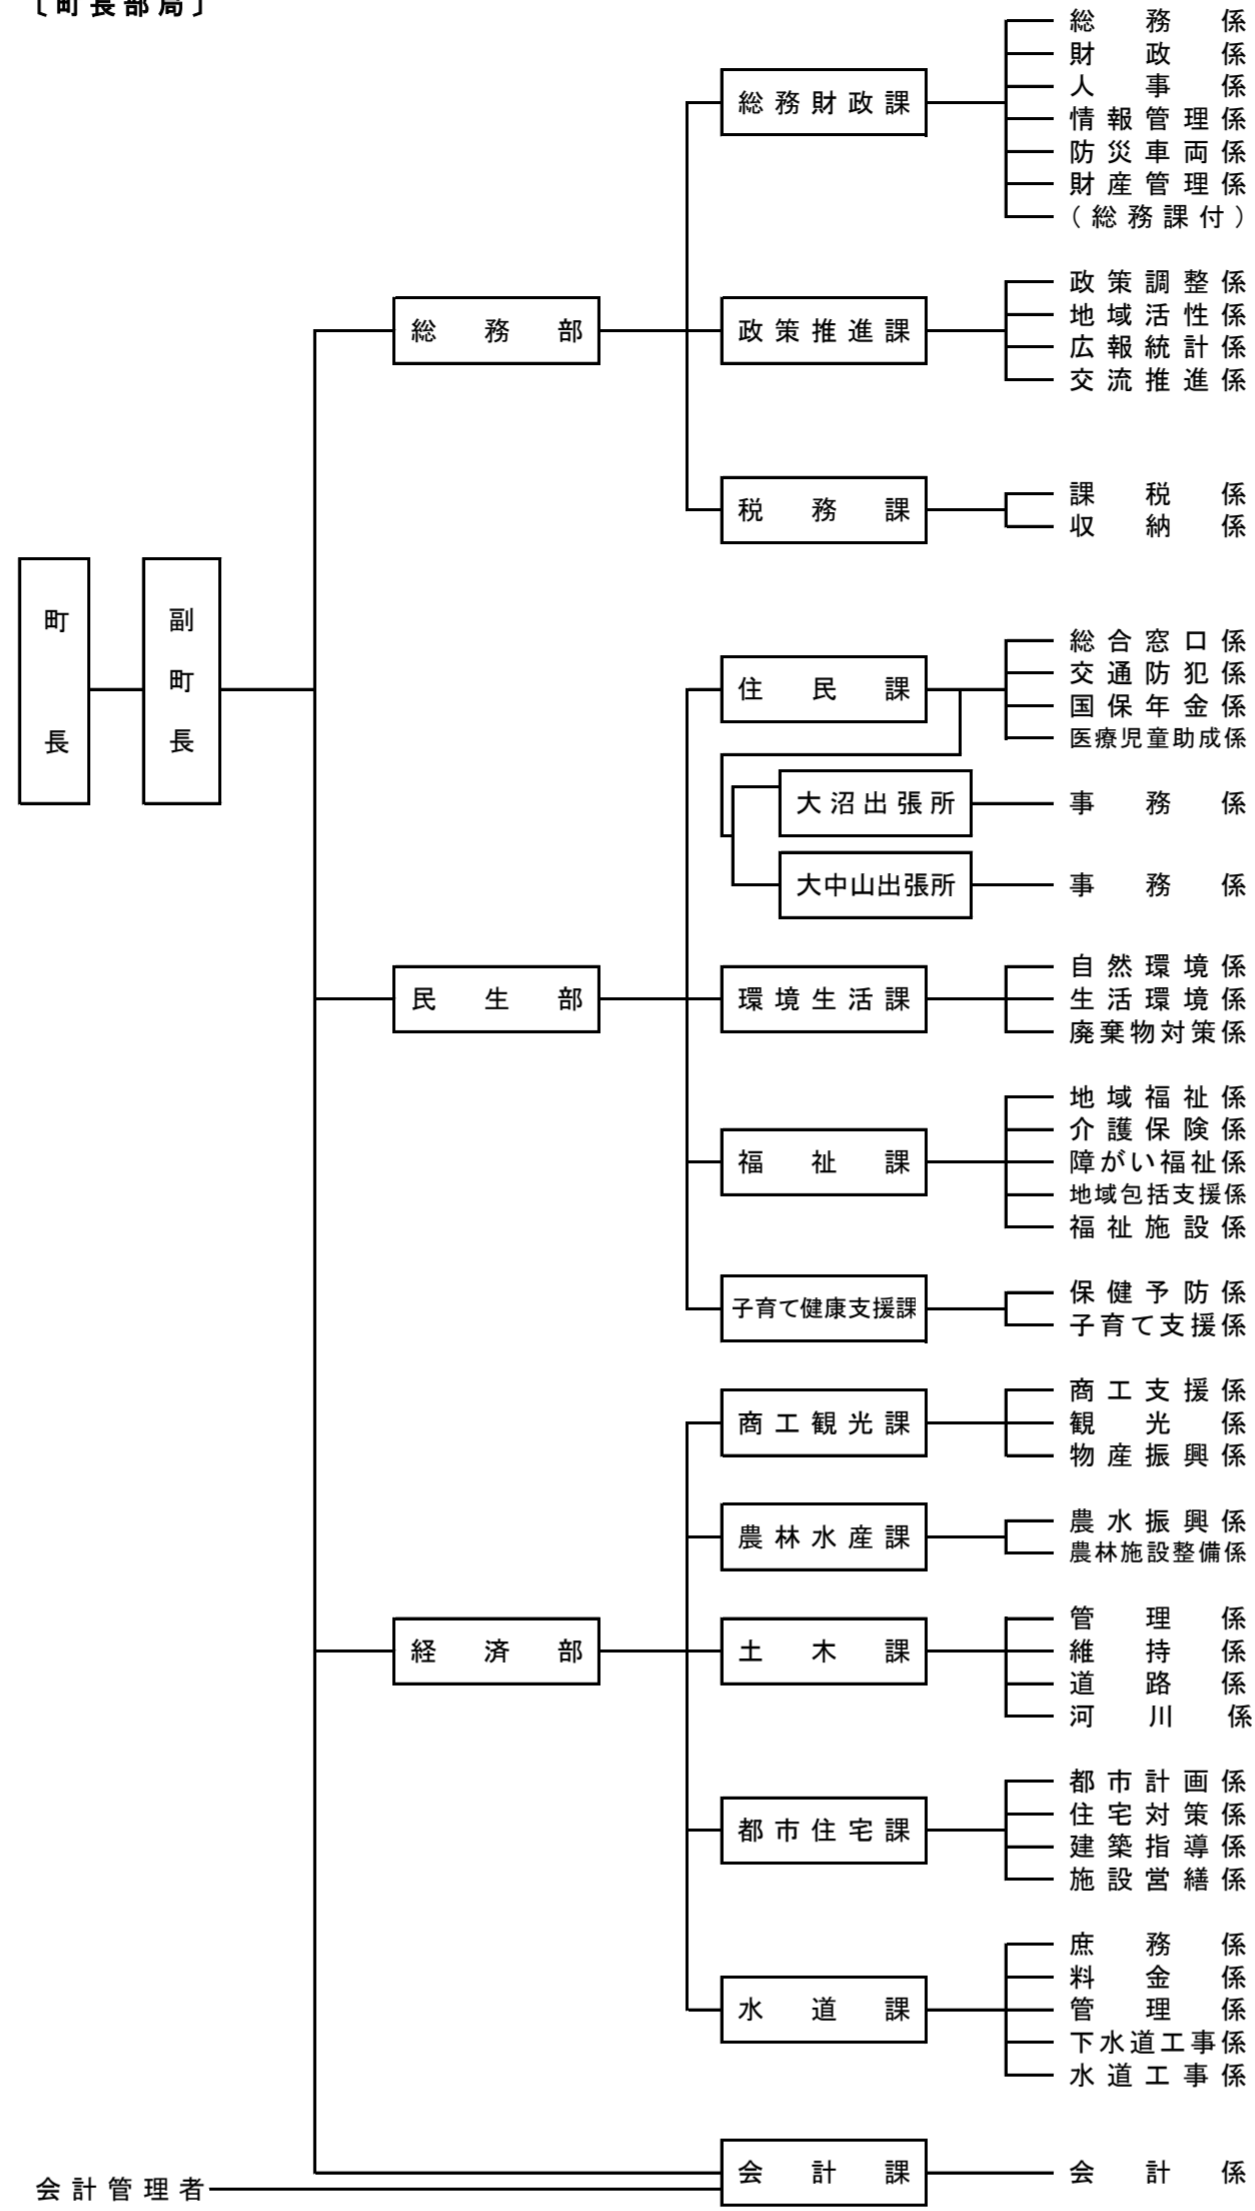 〔町長部局〕
町長
副町長
総務部
総務財政課
総務係
財政係
人事係
情報管理係
防災車両係
財産管理係
（総務課付）
政策推進課
政策調整係
地域活性係
広報統計係
交流推進係
税務課
課税係
収納係
民生部
住民課
総合窓口係
交通防犯係
国保年金係
医療児童助成係
大沼出張所
事務係
大中山出張所
事務係
環境生活課
自然環境係
生活環境係
廃棄物対策係
福祉課
地域福祉係
介護保険係
障がい福祉係
地域包括支援係
福祉施設係
子育て健康支援課
保健予防係
子育て支援係
経済部
商工観光課
商工支援係
観光係
物産振興係
農林水産課
農水振興係
農林施設整備係
土木課
管理係
維持係
道路係
河川係
都市住宅課
都市計画係
住宅対策係
建築指導係
施設営繕係
水道課
庶務係
料金係
管理係
下水道工事係
水道工事係
会計管理者
会計課
会計係